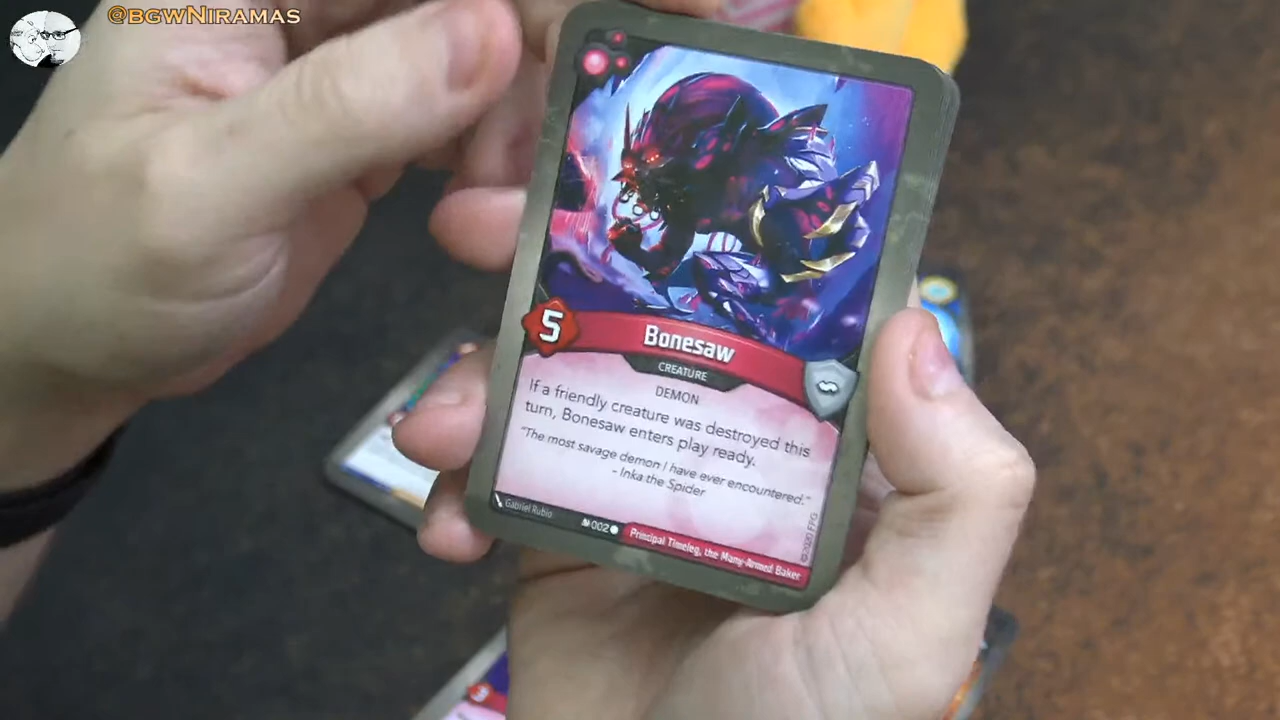 @BGWNIRAMAS
5
Bonesaw
CREATURE
DEMON
If a friendly creature was destroyed this
turn, Bonesaw enters play ready.
"The most savage demon I have ever encountered."
- Inka the Spider
Gabriel Rubio
002
Principal Timeleg, the Many-Armed Baker
©2020 FFG
3